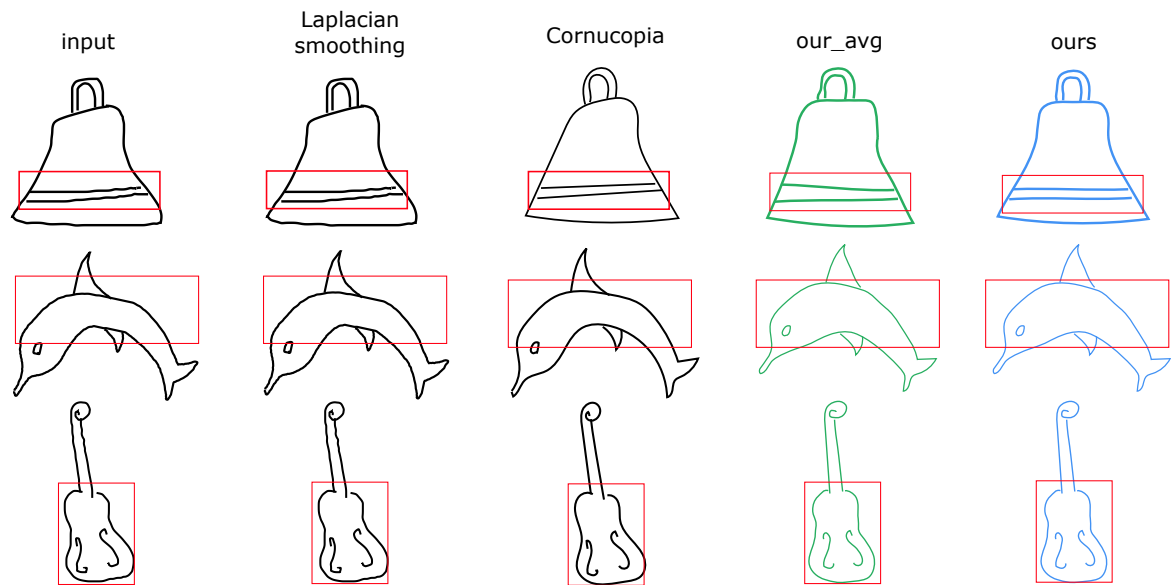 input
Laplacian
smoothing
Cornucopia
our_avg
ours